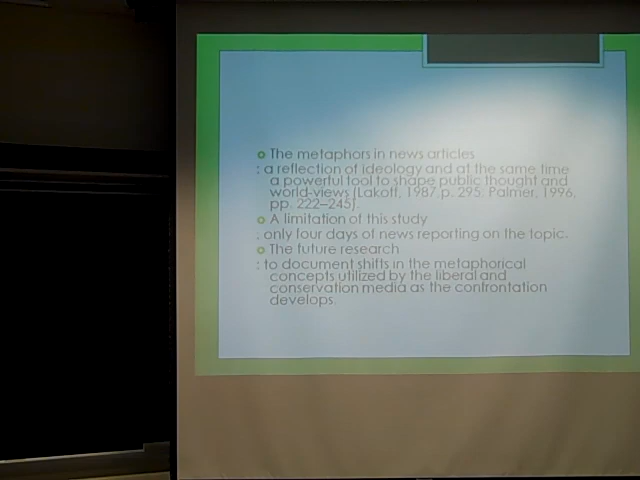 The metaphors in news articles
: a reflection of ideology and at the same time
a powerful tool to shape public thought and
world-views (Lakoff, 1987 p. 295; Palmer, 1996,
pp. 222–245).
A limitation of this study
: only four days of news reporting on the topic.
The future research
: to document shifts in the metaphorical
concepts utilized by the liberal and
conservation media as the confrontation
develops.